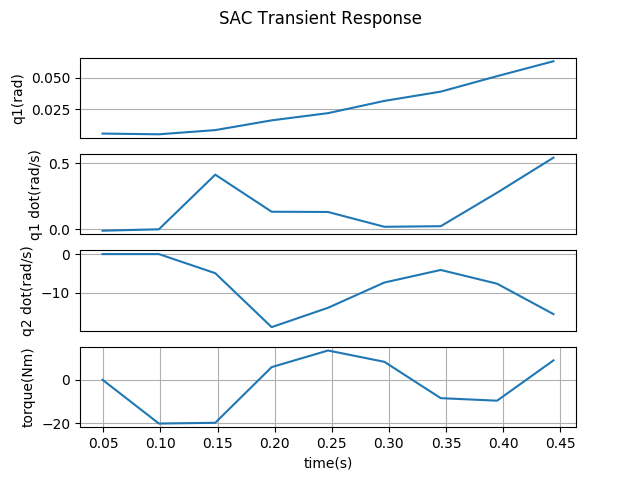 SAC Transient Response
q1(rad)
0.050
0.025
q1 dot(rad/s)
0.5
0.0
q2 dot(rad/s)
0
−10
torque(Nm)
0
−20
0.05 0.10 0.15 0.20 0.25 0.30 0.35 0.40 0.45
time(s)